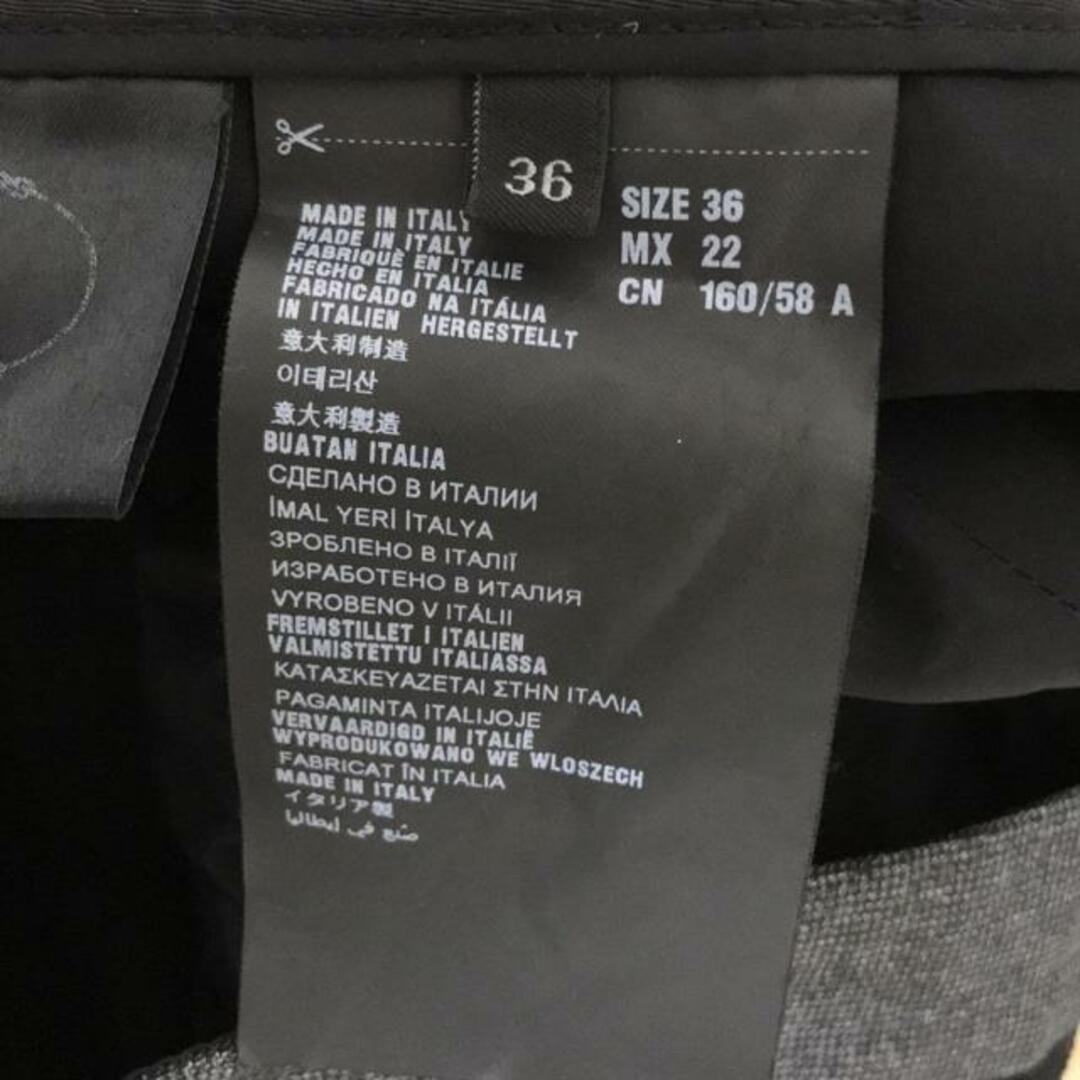 36
SIZE 36
MX 22
CN 160/58 A
MADE IN ITALY
MADE IN ITALY
FABRIQUÈ EN ITALIE
HECHO EN ITALIA
FABRICADO NA ITÁLIA
IN ITALIEN HERGESTELLT
意大利制造
이테리산
意大利製造
BUATAN ITALIA
СДЕЛАНО В ИТАЛИИ
İMAL YERİ İTALYA
ЗРОБЛЕНО В ІТАЛІЇ
ИЗРАБОТЕНО В ИТАЛИЯ
VYROBENO V ITÁLII
FREMSTILLET I ITALIEN
VALMISTETTU ITALIASSA
ΚΑΤΑΣΚΕΥΑΖΕΤΑΙ ΣΤΗΝ ΙΤΑΛΙΑ
PAGAMINTA ITALIJOJE
VERVAARDIGD IN ITALIË
WYPRODUKOWANO WE WLOSZECH
FABRICAT ÎN ITALIA
MADE IN ITALY
イタリア製
صنع في إيطاليا